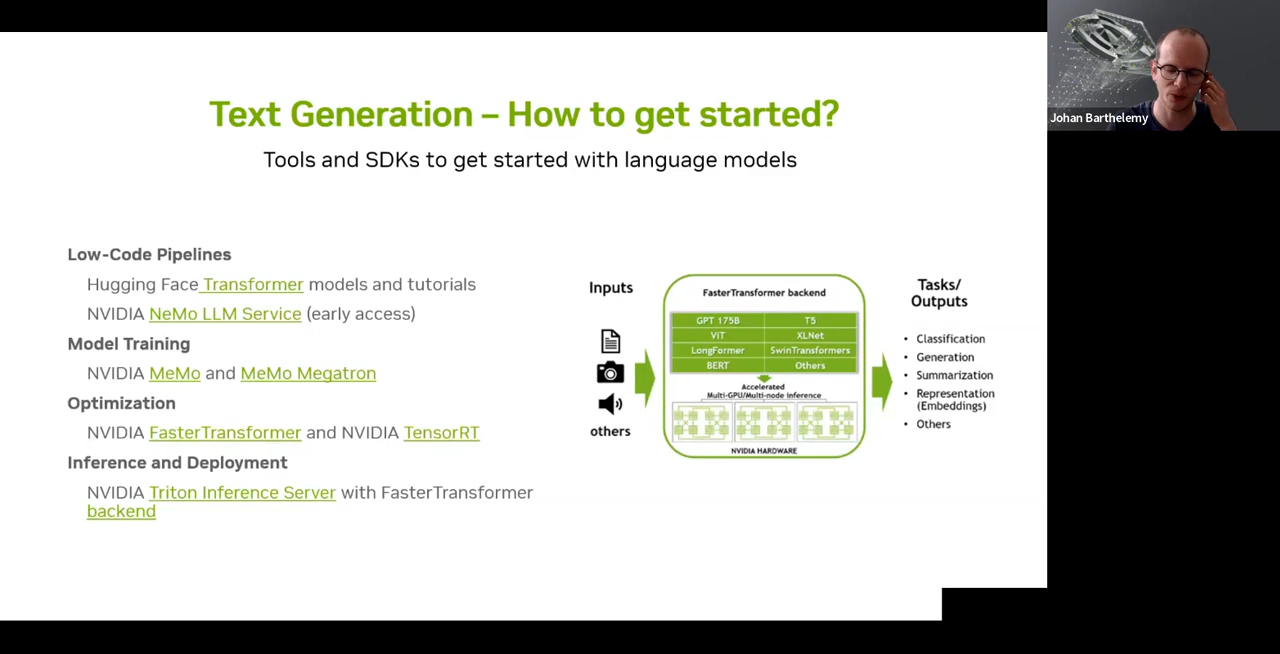 Text Generation – How to get started?
Tools and SDKs to get started with language models
Low-Code Pipelines
Hugging Face Transformer models and tutorials
NVIDIA NeMo LLM Service (early access)
Model Training
NVIDIA MeMo and MeMo Megatron
Optimization
NVIDIA FasterTransformer and NVIDIA TensorRT
Inference and Deployment
NVIDIA Triton Inference Server with FasterTransformer
backend
Inputs
others
FasterTransformer backend
GPT 175B T5
ViT XLNet
LongFormer SwinTransformers
BERT Others
Accelerated
Multi-GPU/Multi-node inference
NVIDIA HARDWARE
Tasks/
Outputs
• Classification
• Generation
• Summarization
• Representation
(Embeddings)
• Others
Johan Barthelemy